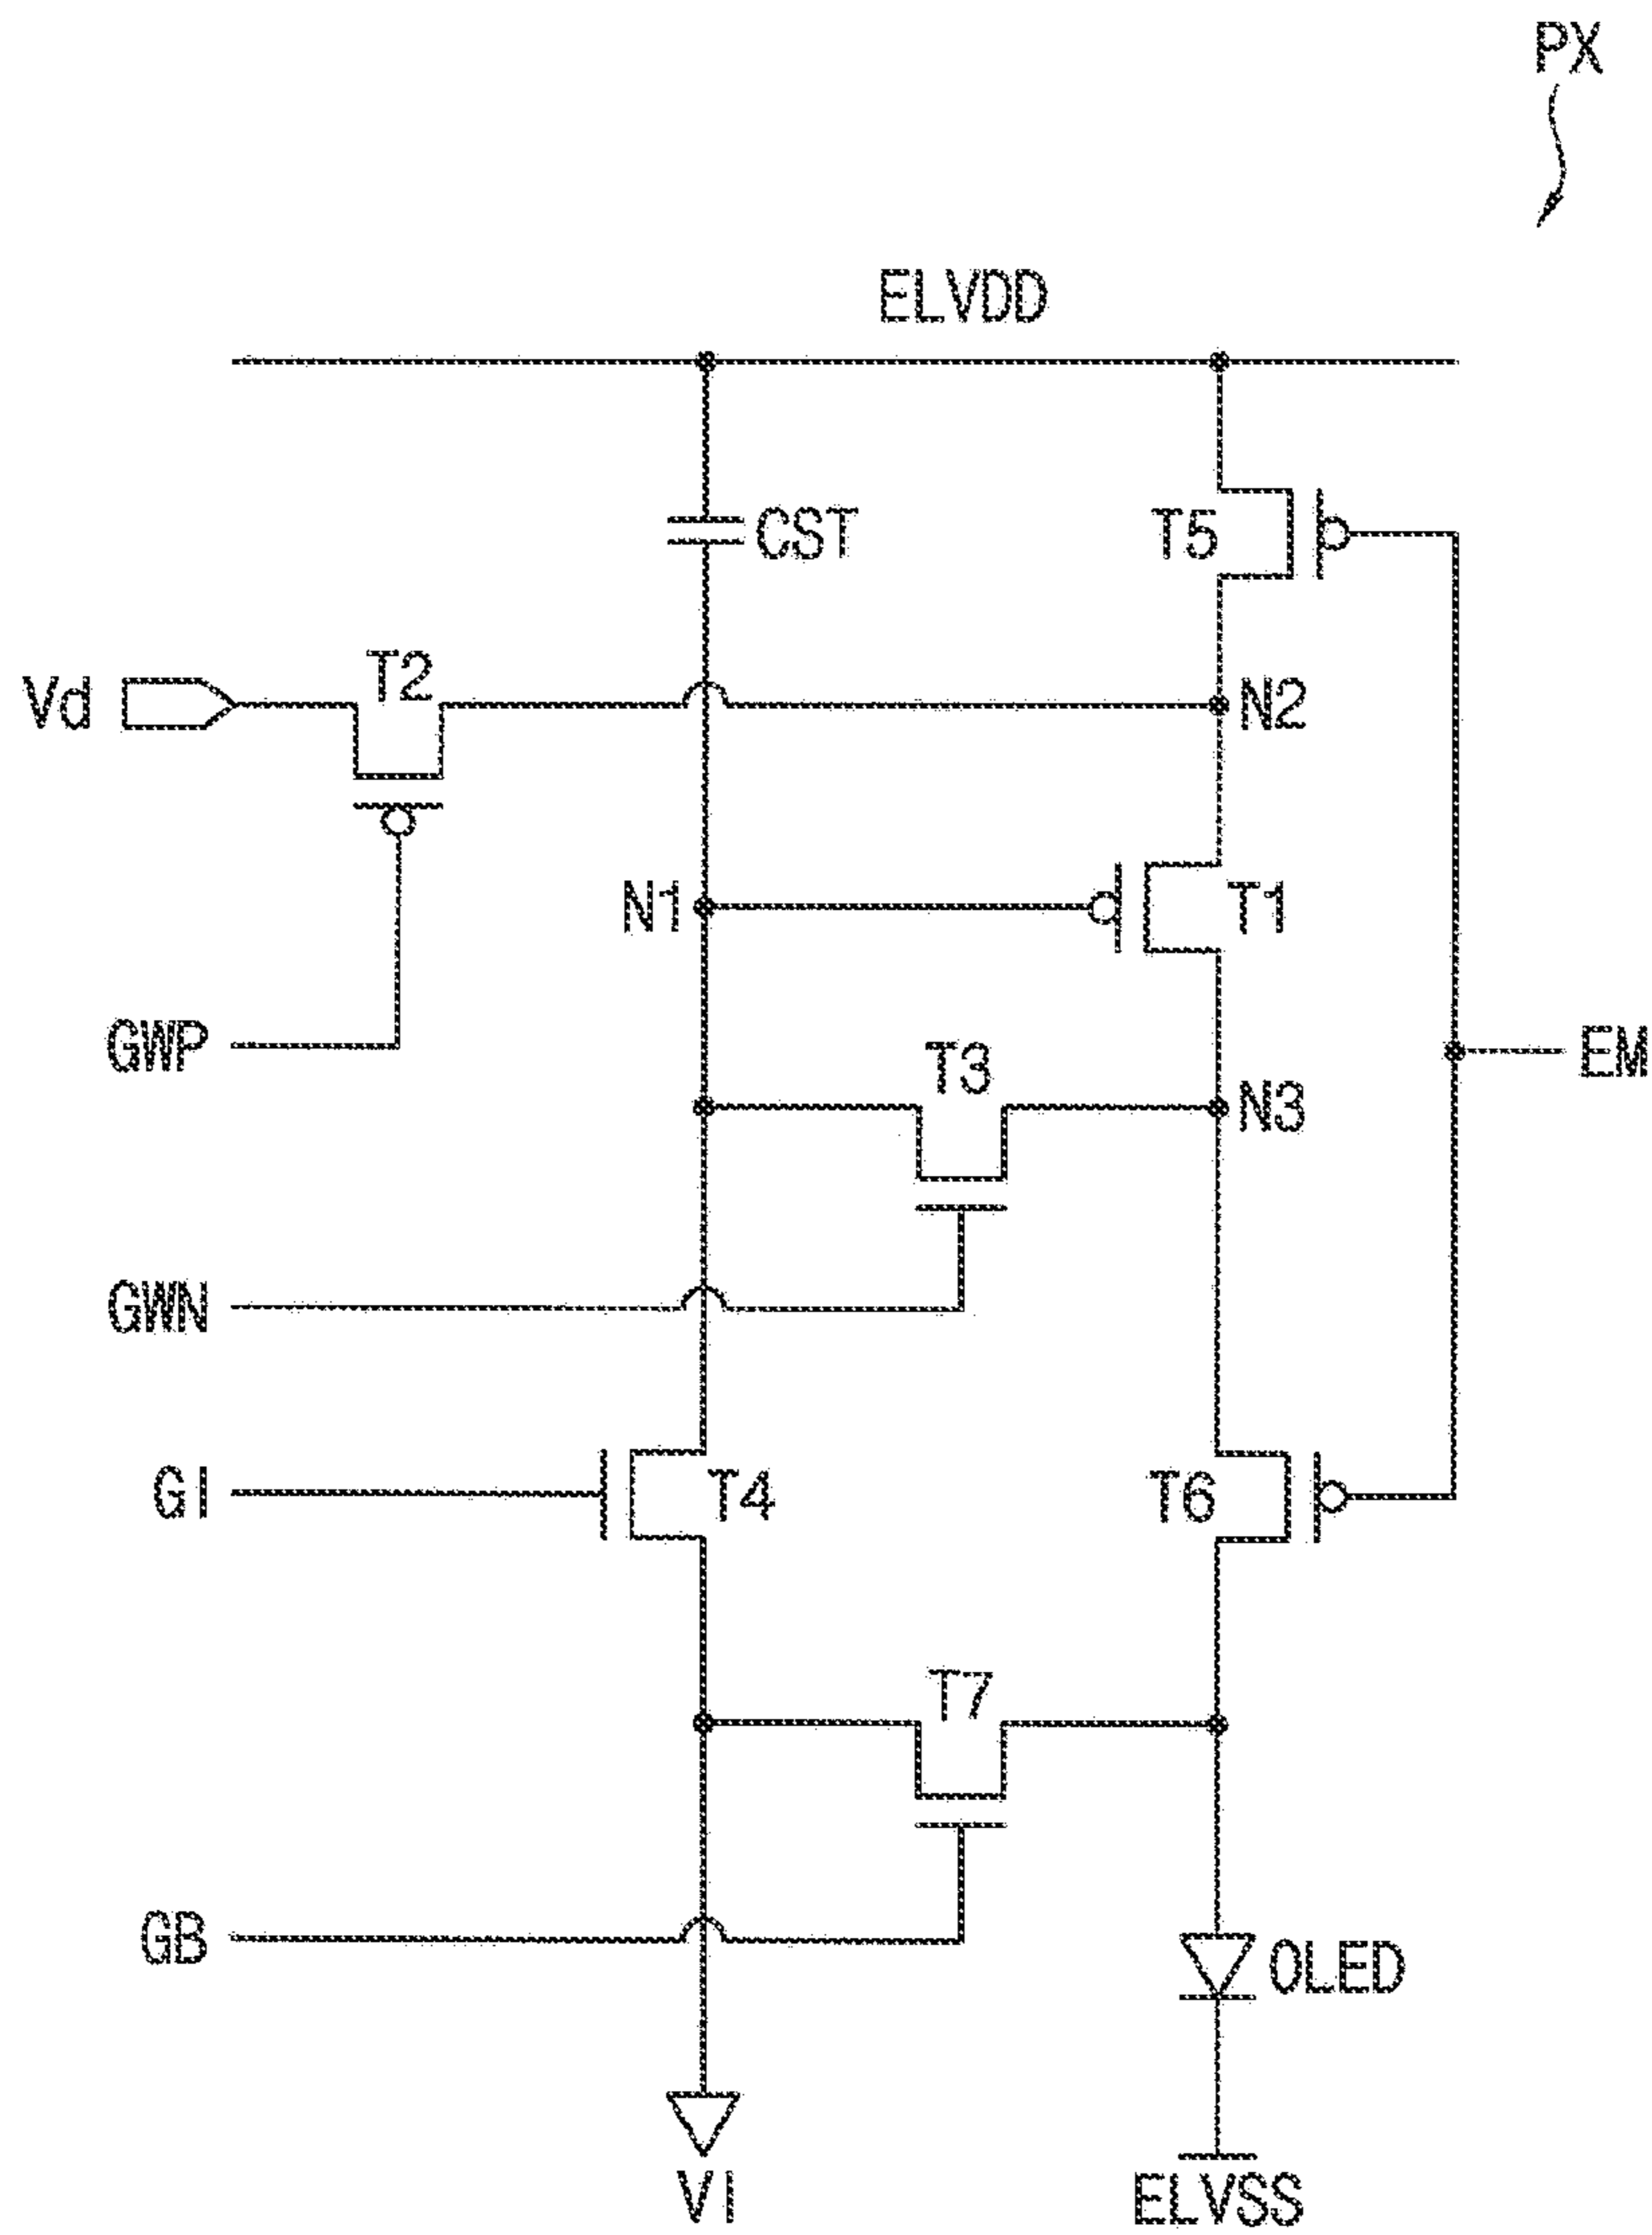 PX
ELVDD
CST
T5
Vd
T2
N2
N1
T1
GWP
T3
EM
N3
GWN
GI
T4
T6
T7
GB
OLED
VI
ELVSS